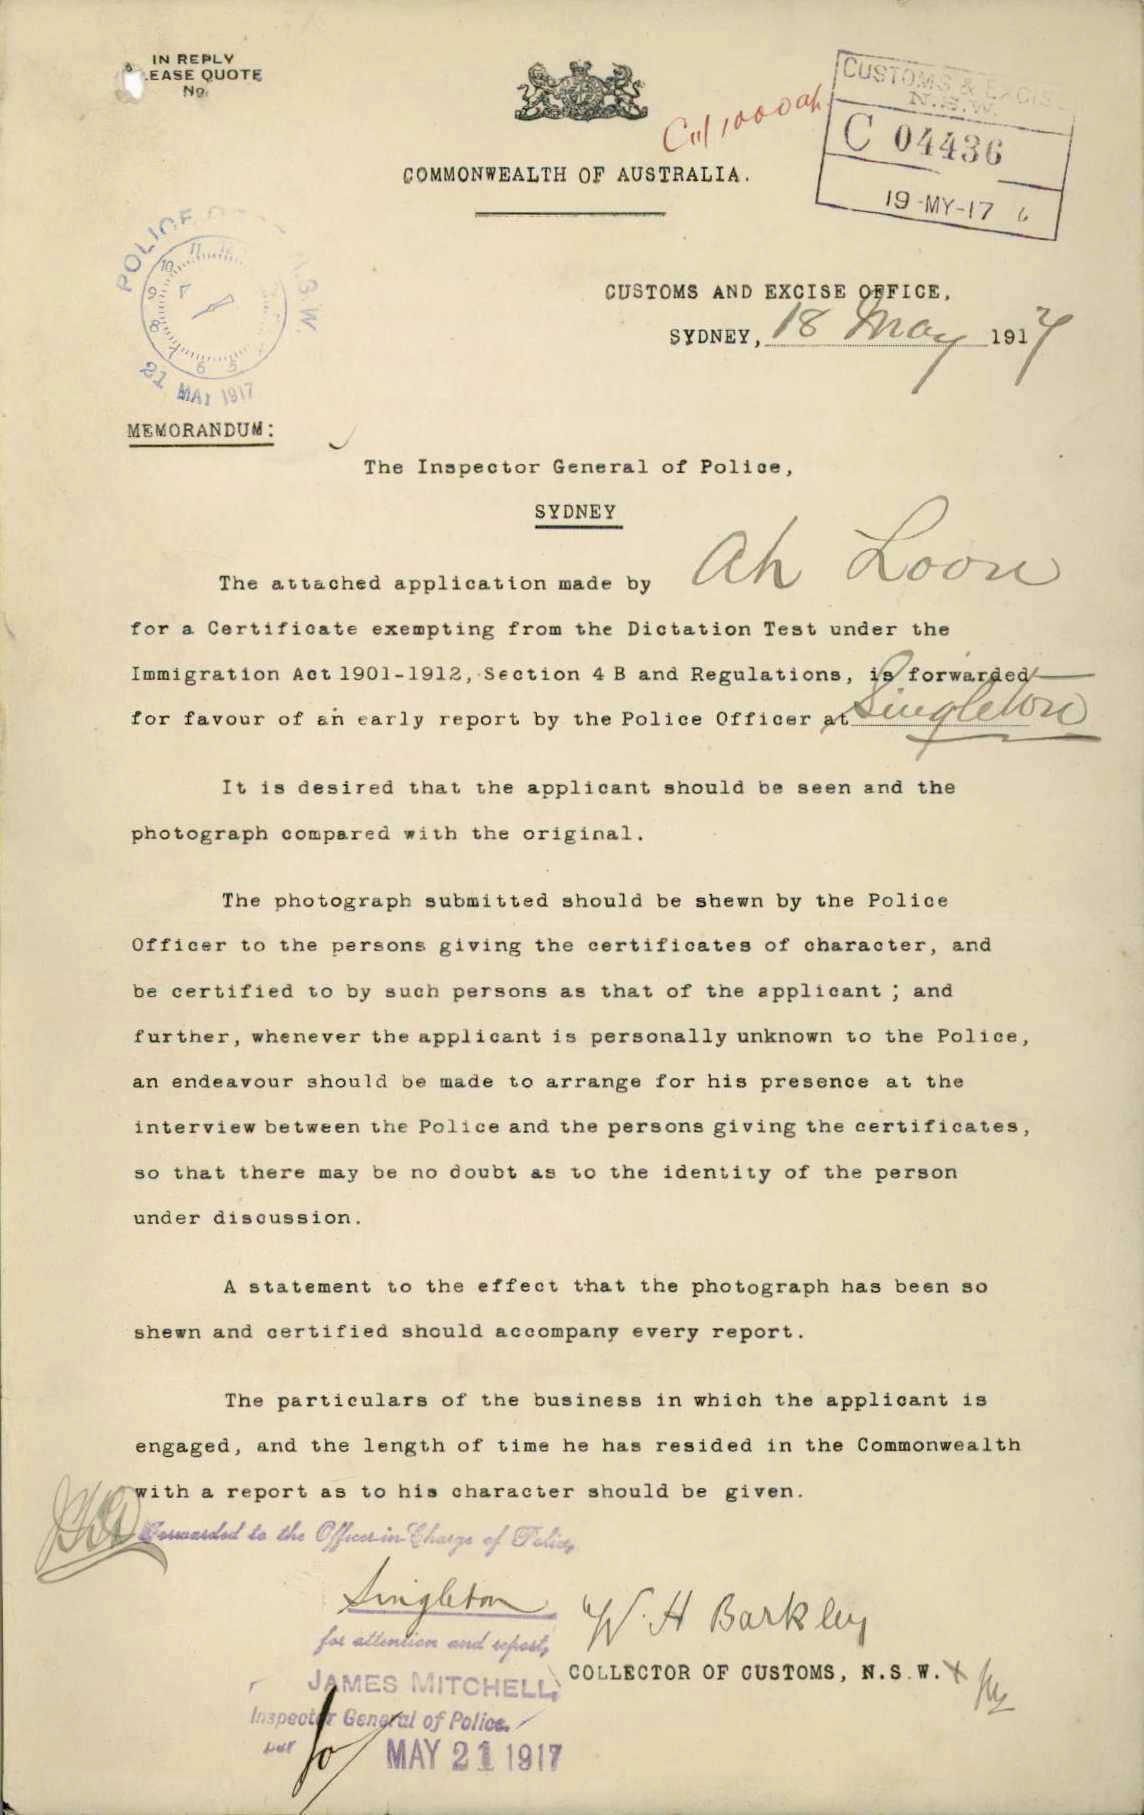 IN REPLY
EASE QUOTE
No.
CUSTOMS & EXCISE
N.S.W.
C 04436
19-MY-17
COMMONWEALTH OF AUSTRALIA.
POLICE N.S.W.
21 MAY 1917
CUSTOMS AND EXCISE OFFICE,
SYDNEY, 18 May 1917
MEMORANDUM:
The Inspector General of Police,
SYDNEY
The attached application made by Ah Loon
for a Certificate exempting from the Dictation Test under the
Immigration Act 1901-1912, Section 4 B and Regulations, is forwarded
for favour of an early report by the Police Officer at Singleton
It is desired that the applicant should be seen and the
photograph compared with the original.
The photograph submitted should be shewn by the Police
Officer to the persons giving the certificates of character, and
be certified to by such persons as that of the applicant ; and
further, whenever the applicant is personally unknown to the Police,
an endeavour should be made to arrange for his presence at the
interview between the Police and the persons giving the certificates,
so that there may be no doubt as to the identity of the person
under discussion.
A statement to the effect that the photograph has been so
shewn and certified should accompany every report.
The particulars of the business in which the applicant is
engaged, and the length of time he has resided in the Commonwealth
with a report as to his character should be given.
Forwarded to the Officer-in-Charge of Police,
Singleton
for attention and report,
W. H Barkley
COLLECTOR OF CUSTOMS, N.S.W.
JAMES MITCHELL,
Inspector General of Police.
per
MAY 21 1917